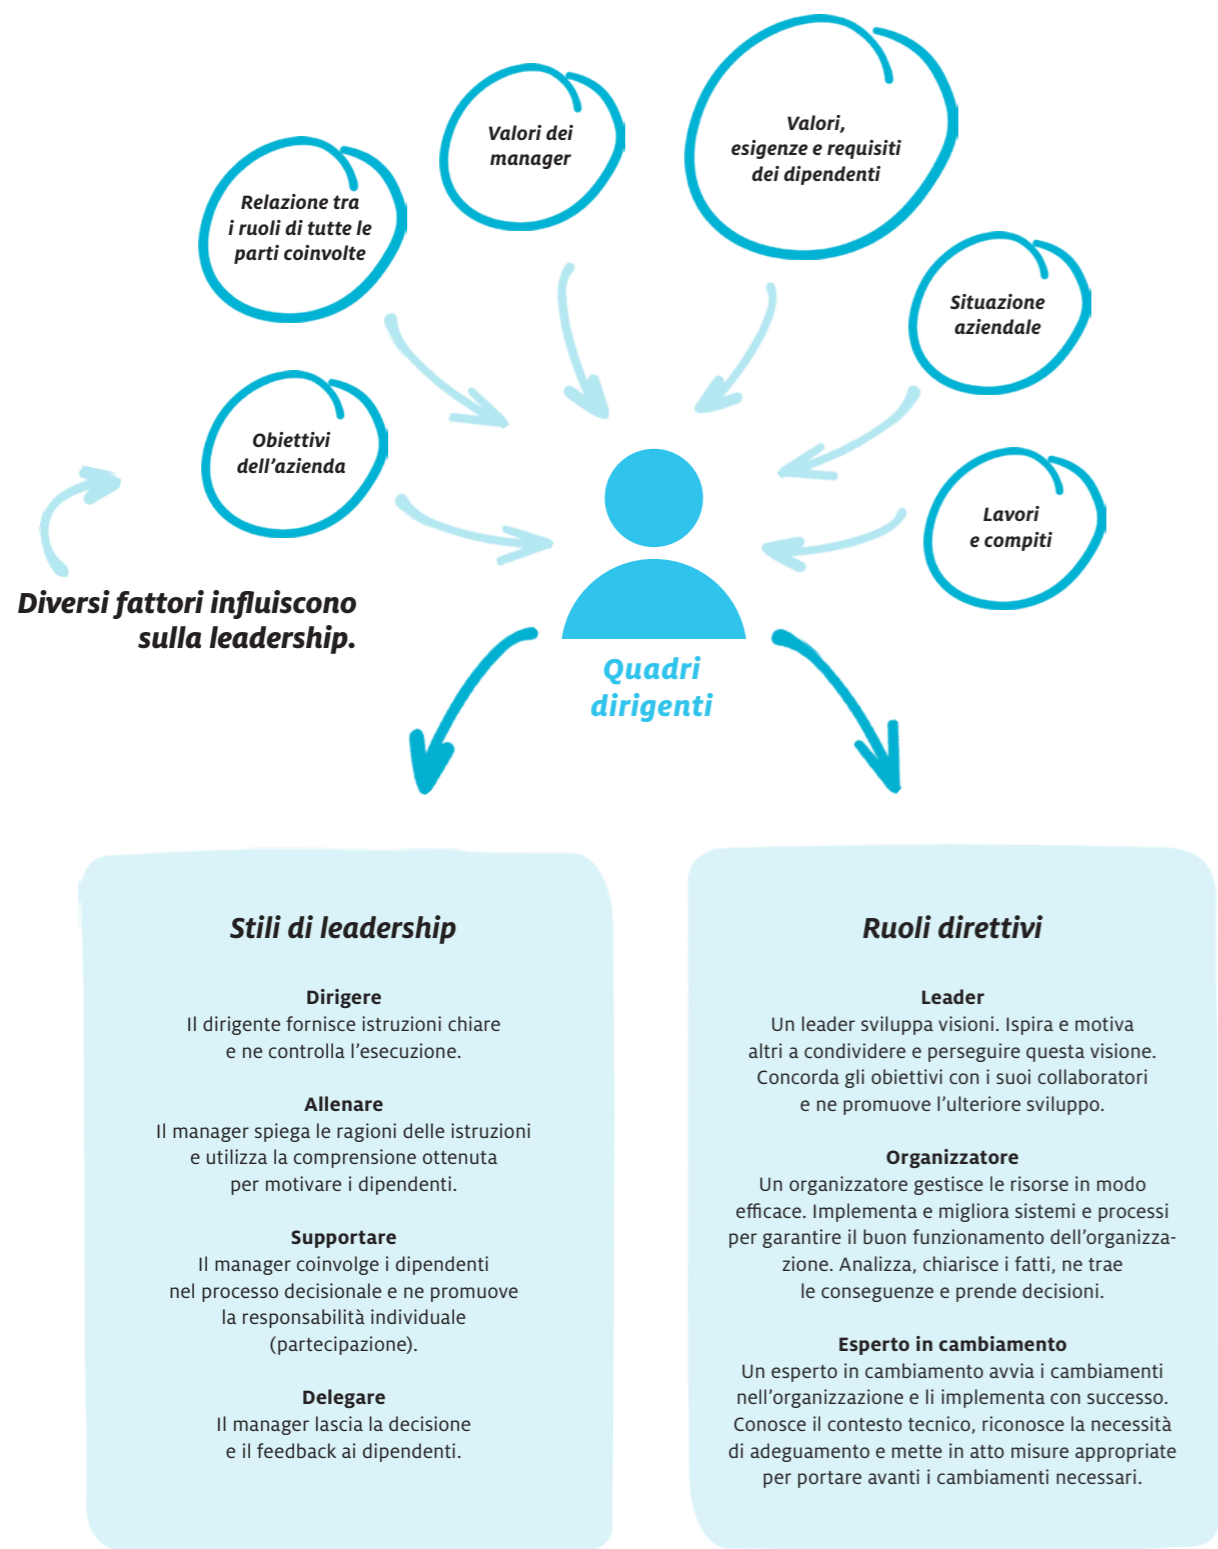 Valori,
esigenze e requisiti
dei dipendenti
Valori dei
manager
Relazione tra
i ruoli di tutte le
parti coinvolte
Situazione
aziendale
Obiettivi
dell’azienda
Lavori
e compiti
Diversi fattori influiscono
sulla leadership.
Quadri
dirigenti
Stili di leadership
Dirigere
Il dirigente fornisce istruzioni chiare
e ne controlla l’esecuzione.
Allenare
Il manager spiega le ragioni delle istruzioni
e utilizza la comprensione ottenuta
per motivare i dipendenti.
Supportare
Il manager coinvolge i dipendenti
nel processo decisionale e ne promuove
la responsabilità individuale
(partecipazione).
Delegare
Il manager lascia la decisione
e il feedback ai dipendenti.
Ruoli direttivi
Leader
Un leader sviluppa visioni. Ispira e motiva
altri a condividere e perseguire questa visione.
Concorda gli obiettivi con i suoi collaboratori
e ne promuove l’ulteriore sviluppo.
Organizzatore
Un organizzatore gestisce le risorse in modo
efficace. Implementa e migliora sistemi e processi
per garantire il buon funzionamento dell’organizza-
zione. Analizza, chiarisce i fatti, ne trae
le conseguenze e prende decisioni.
Esperto in cambiamento
Un esperto in cambiamento avvia i cambiamenti
nell’organizzazione e li implementa con successo.
Conosce il contesto tecnico, riconosce la necessità
di adeguamento e mette in atto misure appropriate
per portare avanti i cambiamenti necessari.